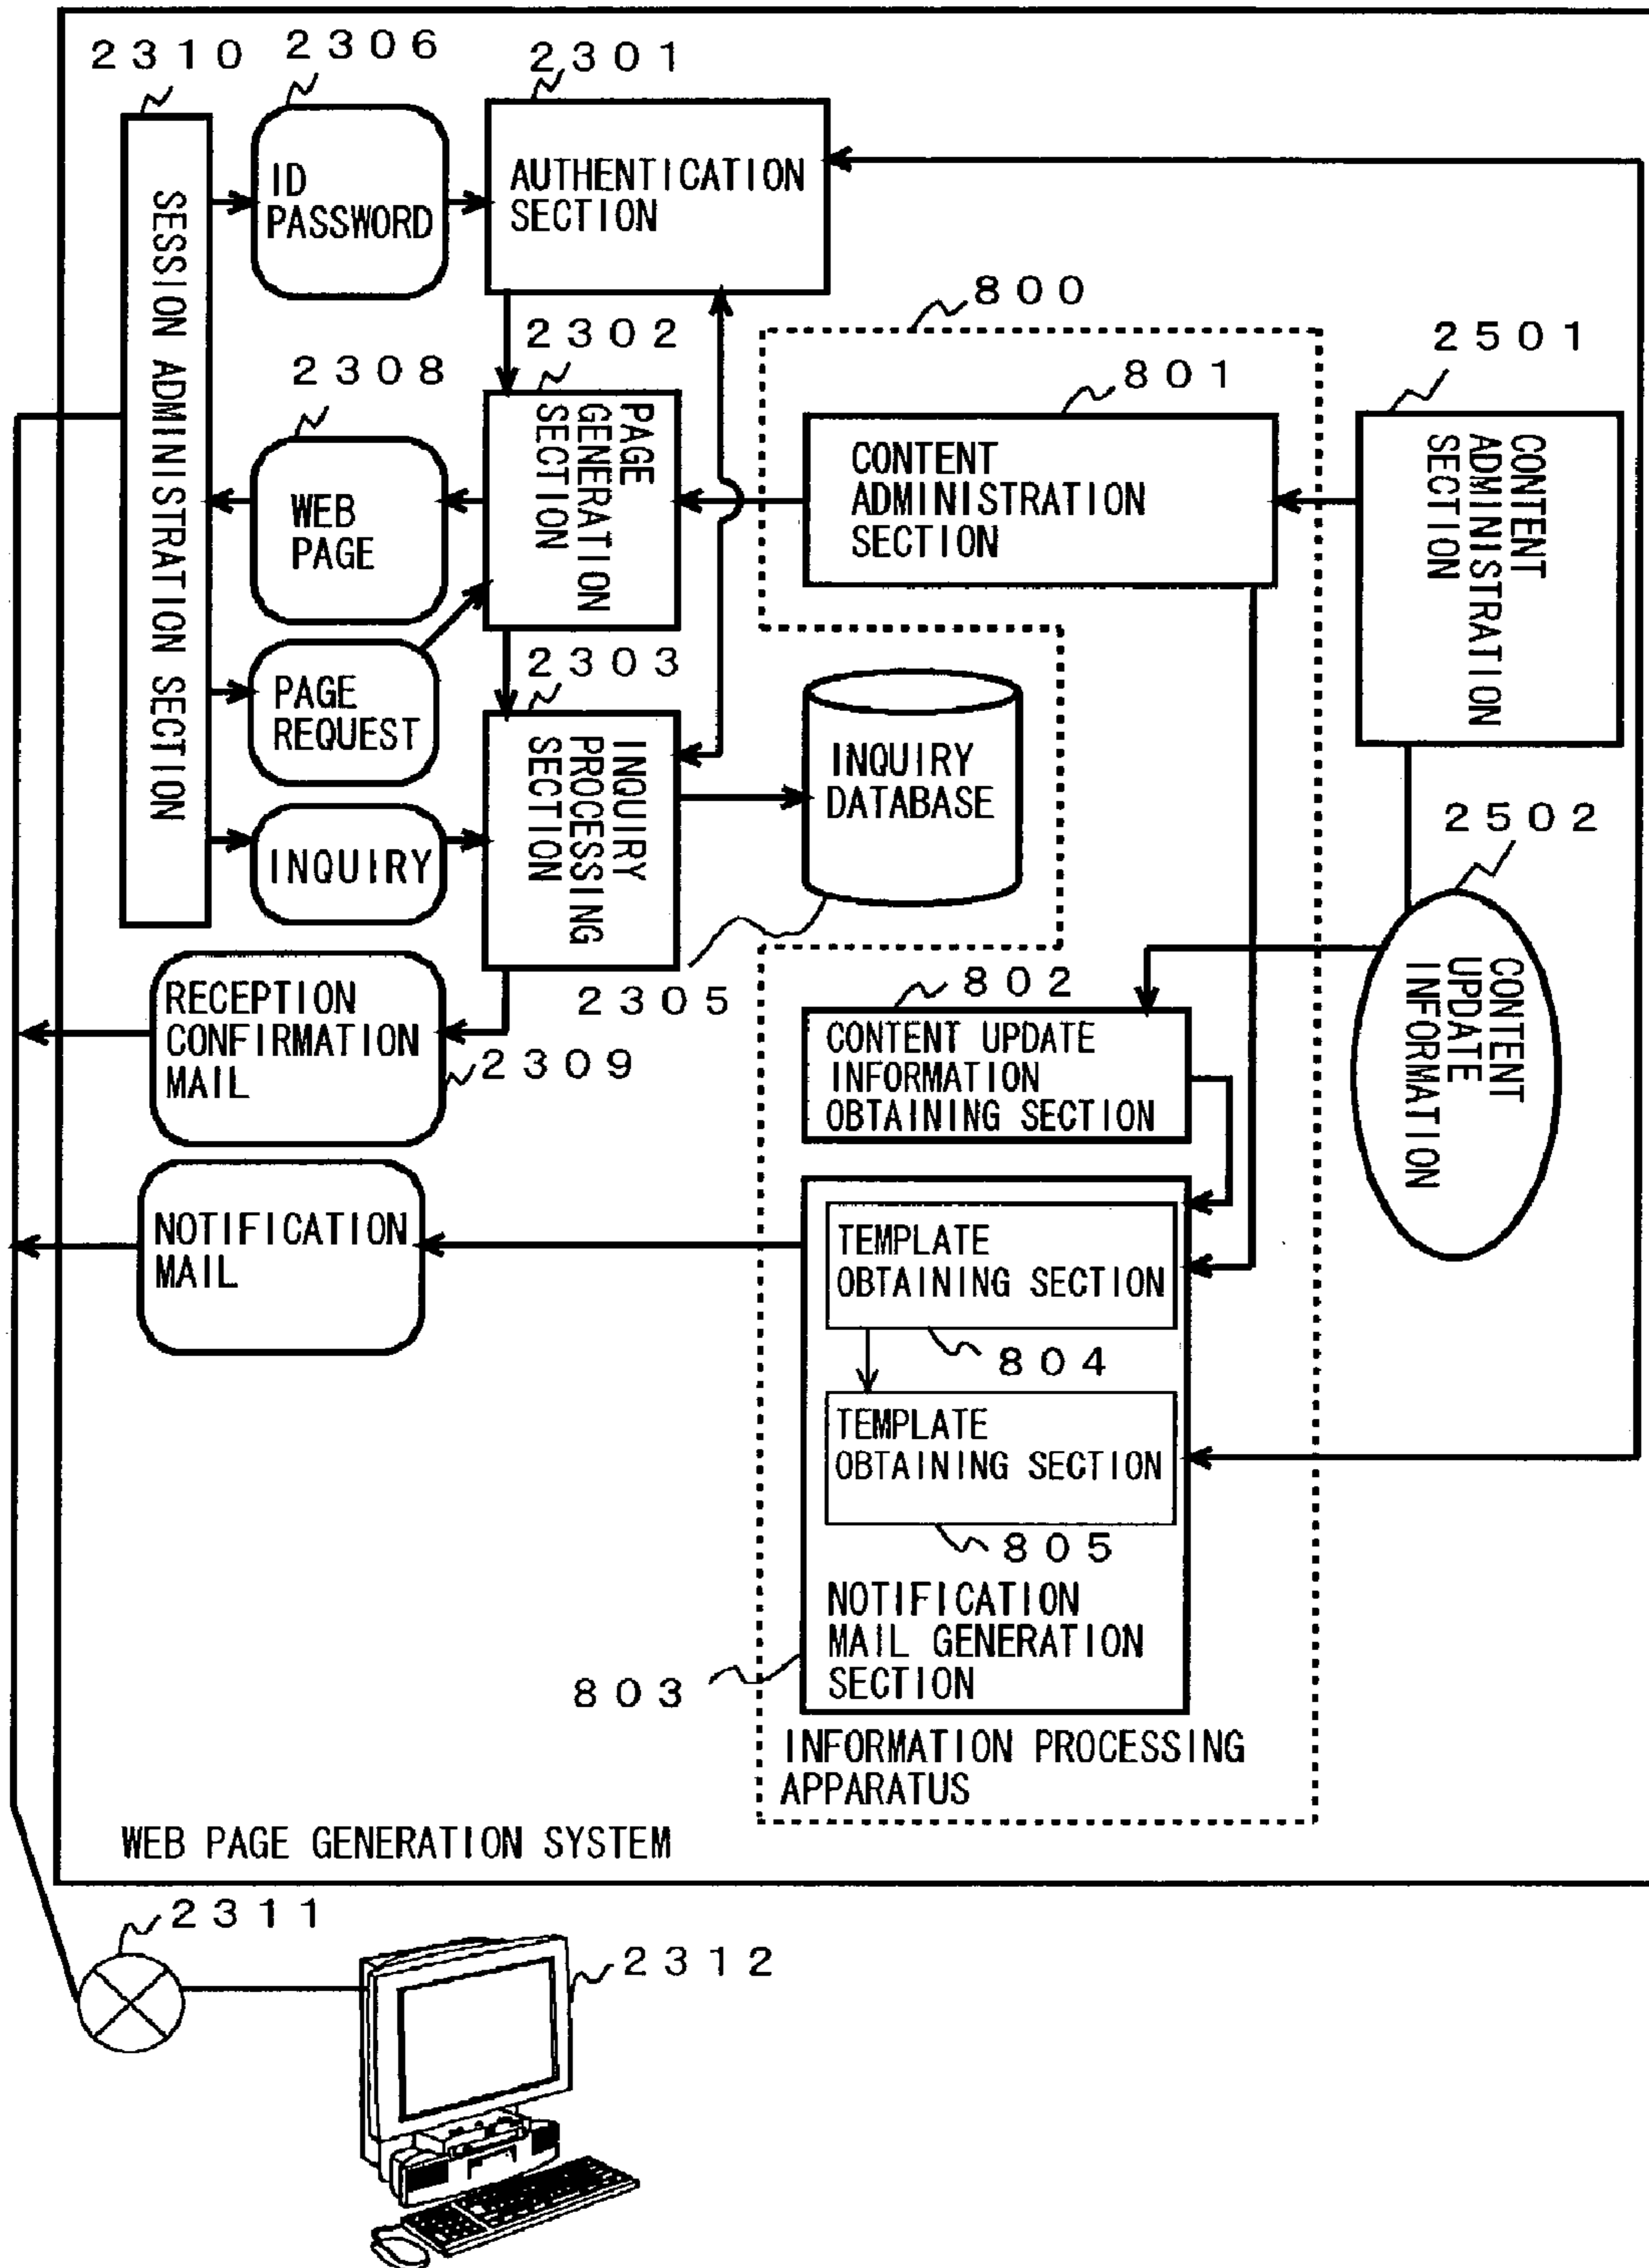 2310
2306
2301
ID
PASSWORD
AUTHENTICATION
SECTION
SESSION ADMINISTRATION SECTION
800
2302
2308
801
2501
WEB
PAGE
PAGE
GENERATION
SECTION
CONTENT
ADMINISTRATION
SECTION
CONTENT
ADMINISTRATION
SECTION
2303
PAGE
REQUEST
INQUIRY
PROCESSING
SECTION
INQUIRY
DATABASE
2502
INQUIRY
2305
RECEPTION
CONFIRMATION
MAIL
2309
802
CONTENT UPDATE
INFORMATION
OBTAINING SECTION
CONTENT
UPDATE
INFORMATION
NOTIFICATION
MAIL
TEMPLATE
OBTAINING SECTION
804
TEMPLATE
OBTAINING SECTION
805
NOTIFICATION
MAIL GENERATION
SECTION
803
INFORMATION PROCESSING
APPARATUS
WEB PAGE GENERATION SYSTEM
2311
2312